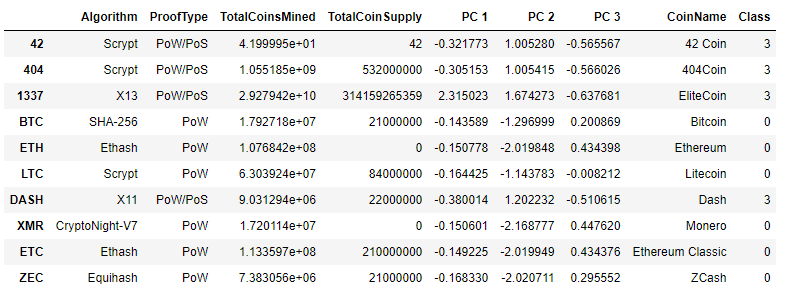 Algorithm ProofType TotalCoinsMined TotalCoinSupply PC 1 PC 2 PC 3 CoinName Class
42 Scrypt PoW/PoS 4.199995e+01 42 -0.321773 1.005280 -0.565567 42 Coin 3
404 Scrypt PoW/PoS 1.055185e+09 532000000 -0.305153 1.005415 -0.566026 404Coin 3
1337 X13 PoW/PoS 2.927942e+10 314159265359 2.315023 1.674273 -0.637681 EliteCoin 3
BTC SHA-256 PoW 1.792718e+07 21000000 -0.143589 -1.296999 0.200869 Bitcoin 0
ETH Ethash PoW 1.076842e+08 0 -0.150778 -2.019848 0.434398 Ethereum 0
LTC Scrypt PoW 6.303924e+07 84000000 -0.164425 -1.143783 -0.008212 Litecoin 0
DASH X11 PoW/PoS 9.031294e+06 22000000 -0.380014 1.202232 -0.510615 Dash 3
XMR CryptoNight-V7 PoW 1.720114e+07 0 -0.150601 -2.168777 0.447620 Monero 0
ETC Ethash PoW 1.133597e+08 210000000 -0.149225 -2.019949 0.434376 Ethereum Classic 0
ZEC Equihash PoW 7.383056e+06 21000000 -0.168330 -2.020711 0.295552 ZCash 0